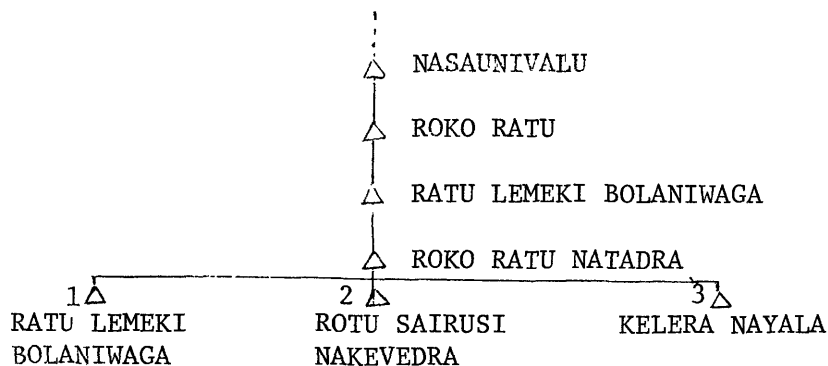 NASAUNIVALU
ROKO RATU
RATU LEMEKI BOLANIWAGA
ROKO RATU NATADRA
1 2 3
RATU LEMEKI ROTU SAIRUSI KELERA NAYALA
BOLANIWAGA NAKEVEDRA